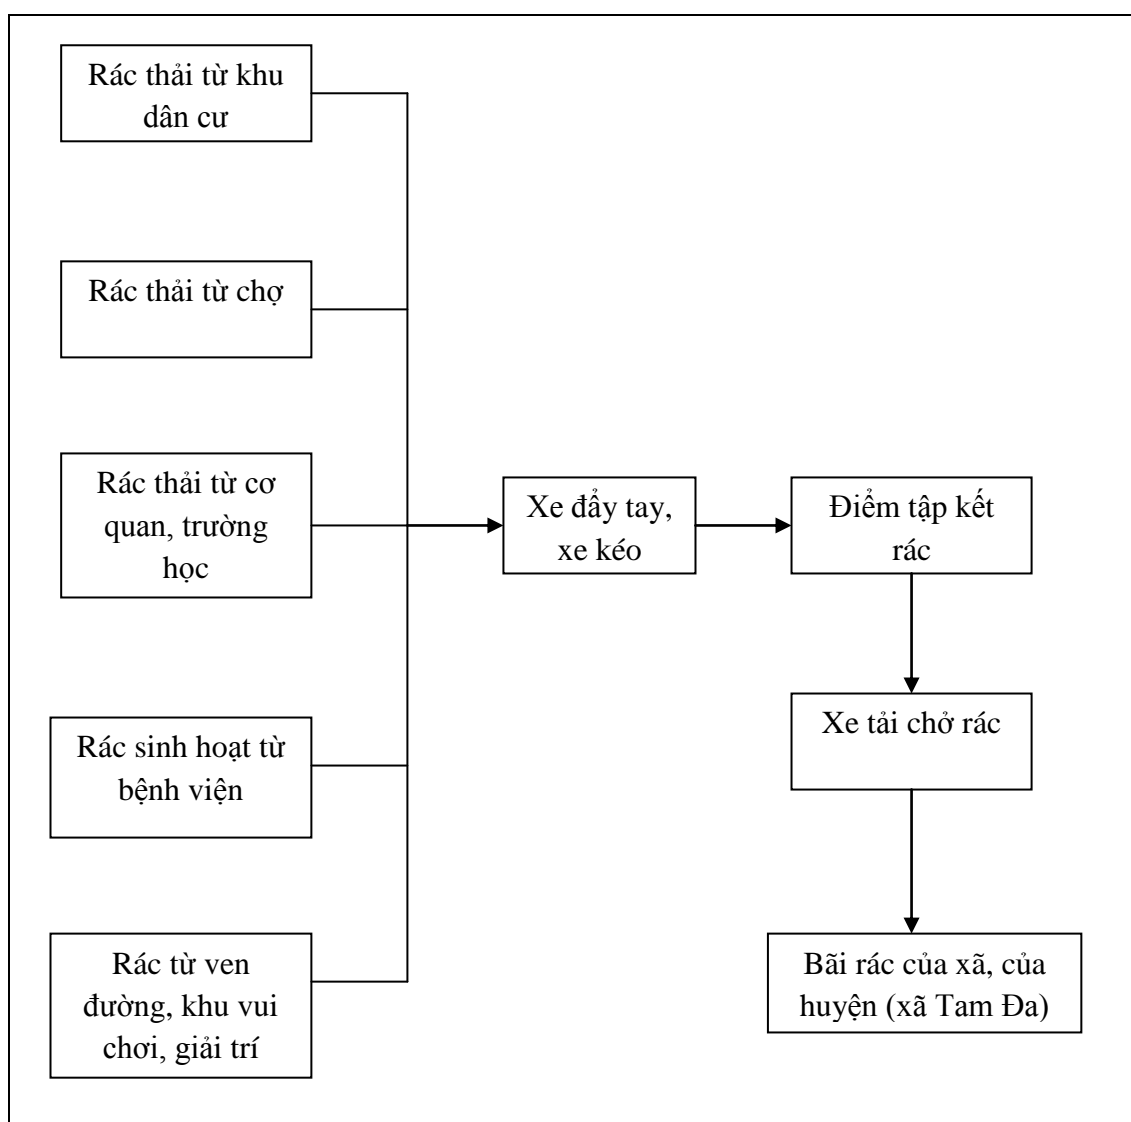 Rác thải từ khu
dân cư
Rác thải từ chợ
Rác thải từ cơ
quan, trường
học
Rác sinh hoạt từ
bệnh viện
Rác từ ven
đường, khu vui
chơi, giải trí
Xe đẩy tay,
xe kéo
Điểm tập kết
rác
Xe tải chở rác
Bãi rác của xã, của
huyện (xã Tam Đa)